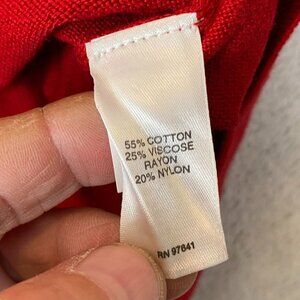 55% COTTON
25% VISCOSE
RAYON
20% NYLON
RN 97641